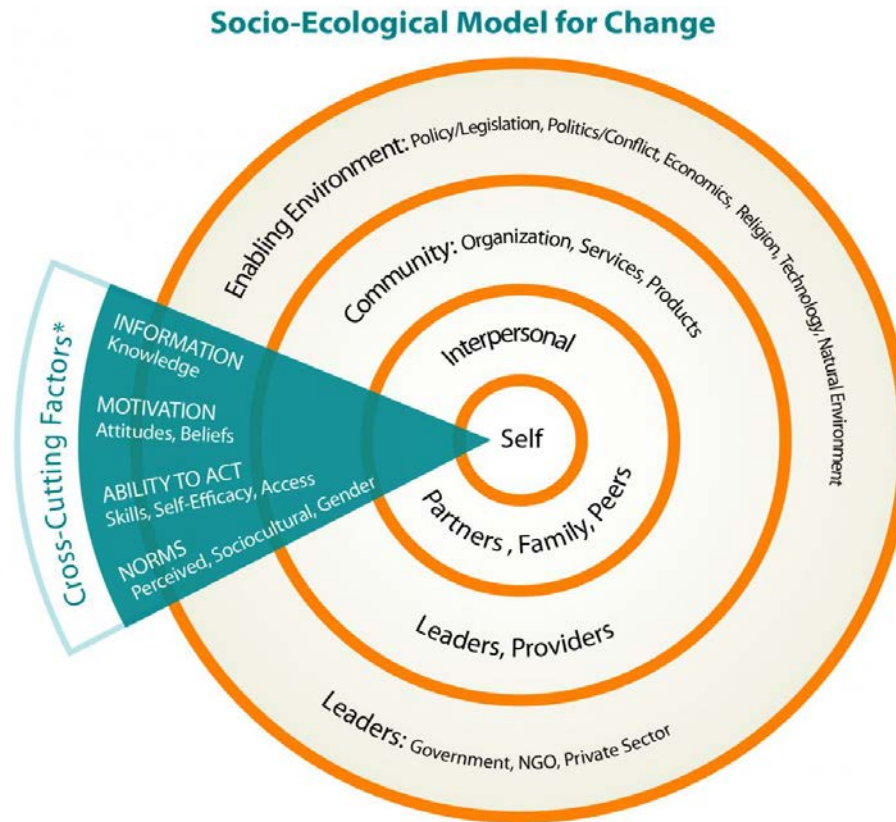 Socio-Ecological Model for Change
Enabling Environment: Policy/Legislation, Politics/Conflict, Economics, Religion, Technology, Natural Environment
Community: Organization, Services, Products
Interpersonal
Self
Partners , Family, Peers
Leaders, Providers
Leaders: Government, NGO, Private Sector
Cross-Cutting Factors*
INFORMATION
Knowledge
MOTIVATION
Attitudes, Beliefs
ABILITY TO ACT
Skills, Self-Efficacy, Access
NORMS
Perceived, Sociocultural, Gender